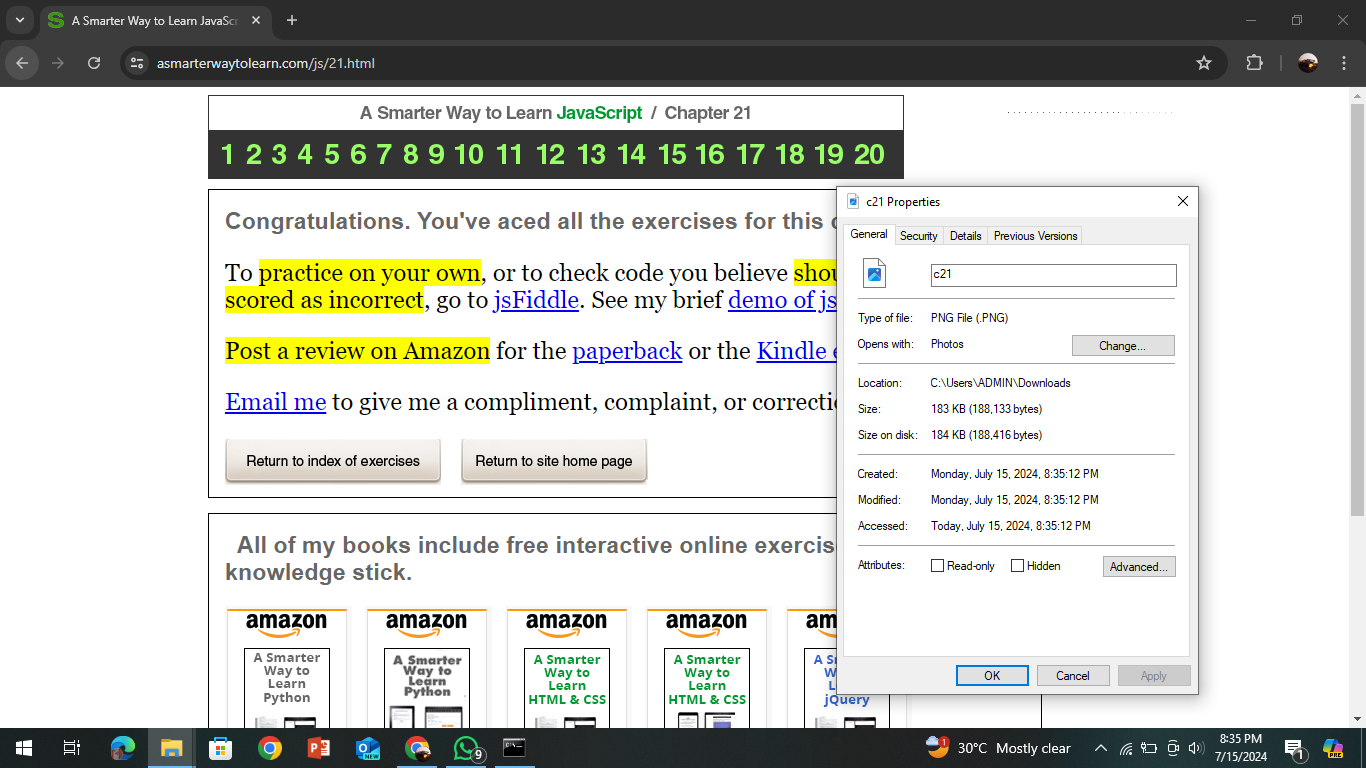 A Smarter Way to Learn JavaScr
asmarterwaytolearn.com/js/21.html
A Smarter Way to Learn JavaScript / Chapter 21
1 2 3 4 5 6 7 8 9 10 11 12 13 14 15 16 17 18 19 20
Congratulations. You've aced all the exercises for this c
To practice on your own, or to check code you believe shou
scored as incorrect, go to jsFiddle. See my brief demo of js
Post a review on Amazon for the paperback or the Kindle e
Email me to give me a compliment, complaint, or correctio
Return to index of exercises
Return to site home page
All of my books include free interactive online exercis
knowledge stick.
amazon
A Smarter
Way to
Learn
Python
amazon
A Smarter
Way to
Learn
Python
amazon
A Smarter
Way to
Learn
HTML & CSS
amazon
A Smarter
Way to
Learn
HTML & CSS
amazon
A S
W
L
jQuery
c21 Properties
General
Security
Details
Previous Versions
c21
Type of file: PNG File (.PNG)
Opens with: Photos
Change...
Location: C:\Users\ADMIN\Downloads
Size: 183 KB (188,133 bytes)
Size on disk: 184 KB (188,416 bytes)
Created: Monday, July 15, 2024, 8:35:12 PM
Modified: Monday, July 15, 2024, 8:35:12 PM
Accessed: Today, July 15, 2024, 8:35:12 PM
Attributes: Read-only Hidden
Advanced...
OK
Cancel
Apply
NEW
9
1
30°C Mostly clear
8:35 PM
7/15/2024
1
PRE